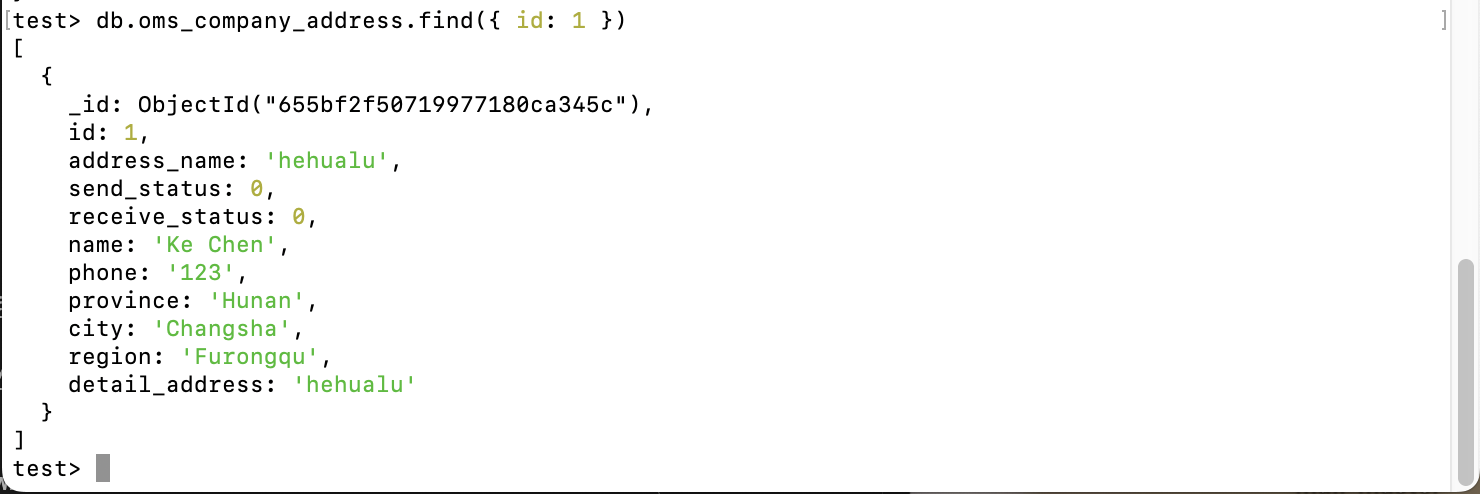 [test> db.oms_company_address.find({ id: 1 })]
[
{
_id: ObjectId("655bf2f50719977180ca345c"),
id: 1,
address_name: 'hehualu',
send_status: 0,
receive_status: 0,
name: 'Ke Chen',
phone: '123',
province: 'Hunan',
city: 'Changsha',
region: 'Furongqu',
detail_address: 'hehualu'
}
]
test>